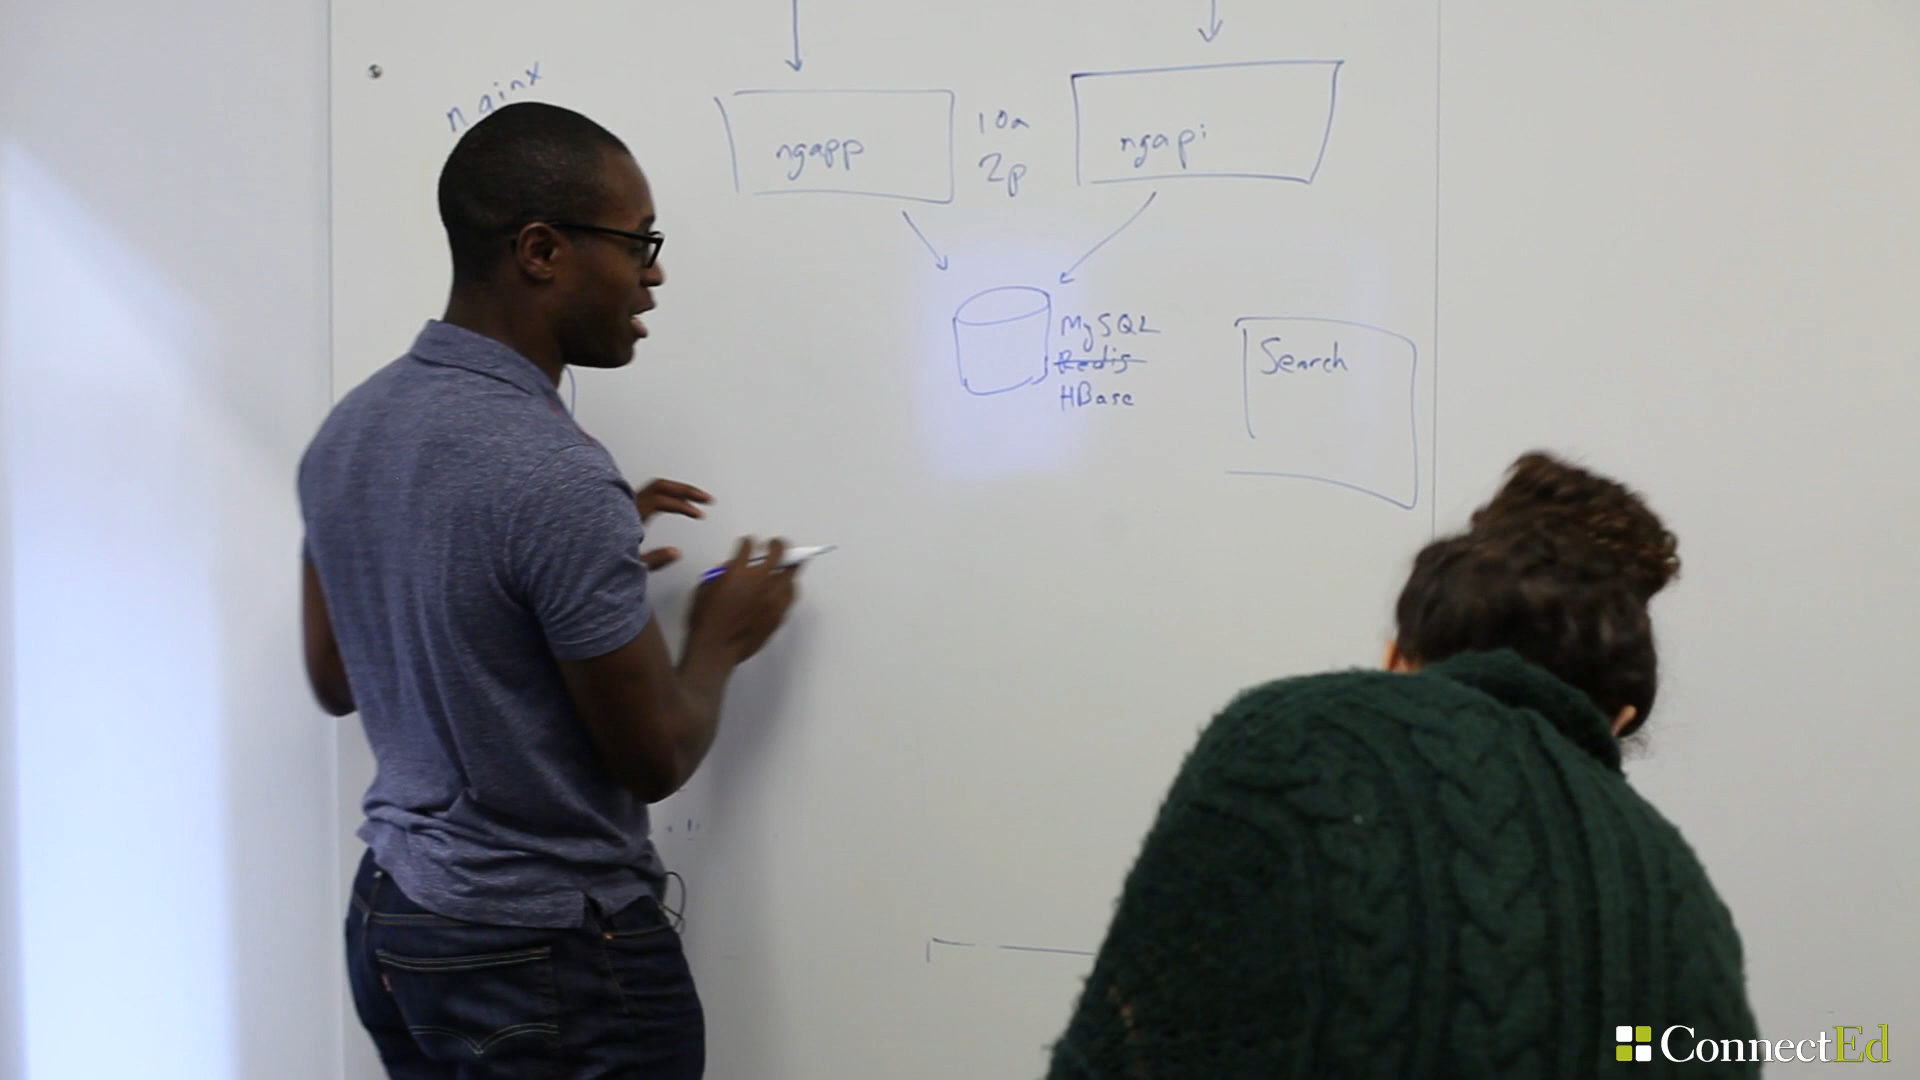 nginx
ngapp
10a
2p
ngapi
MySQL
Redis
HBase
Search
ConnectEd